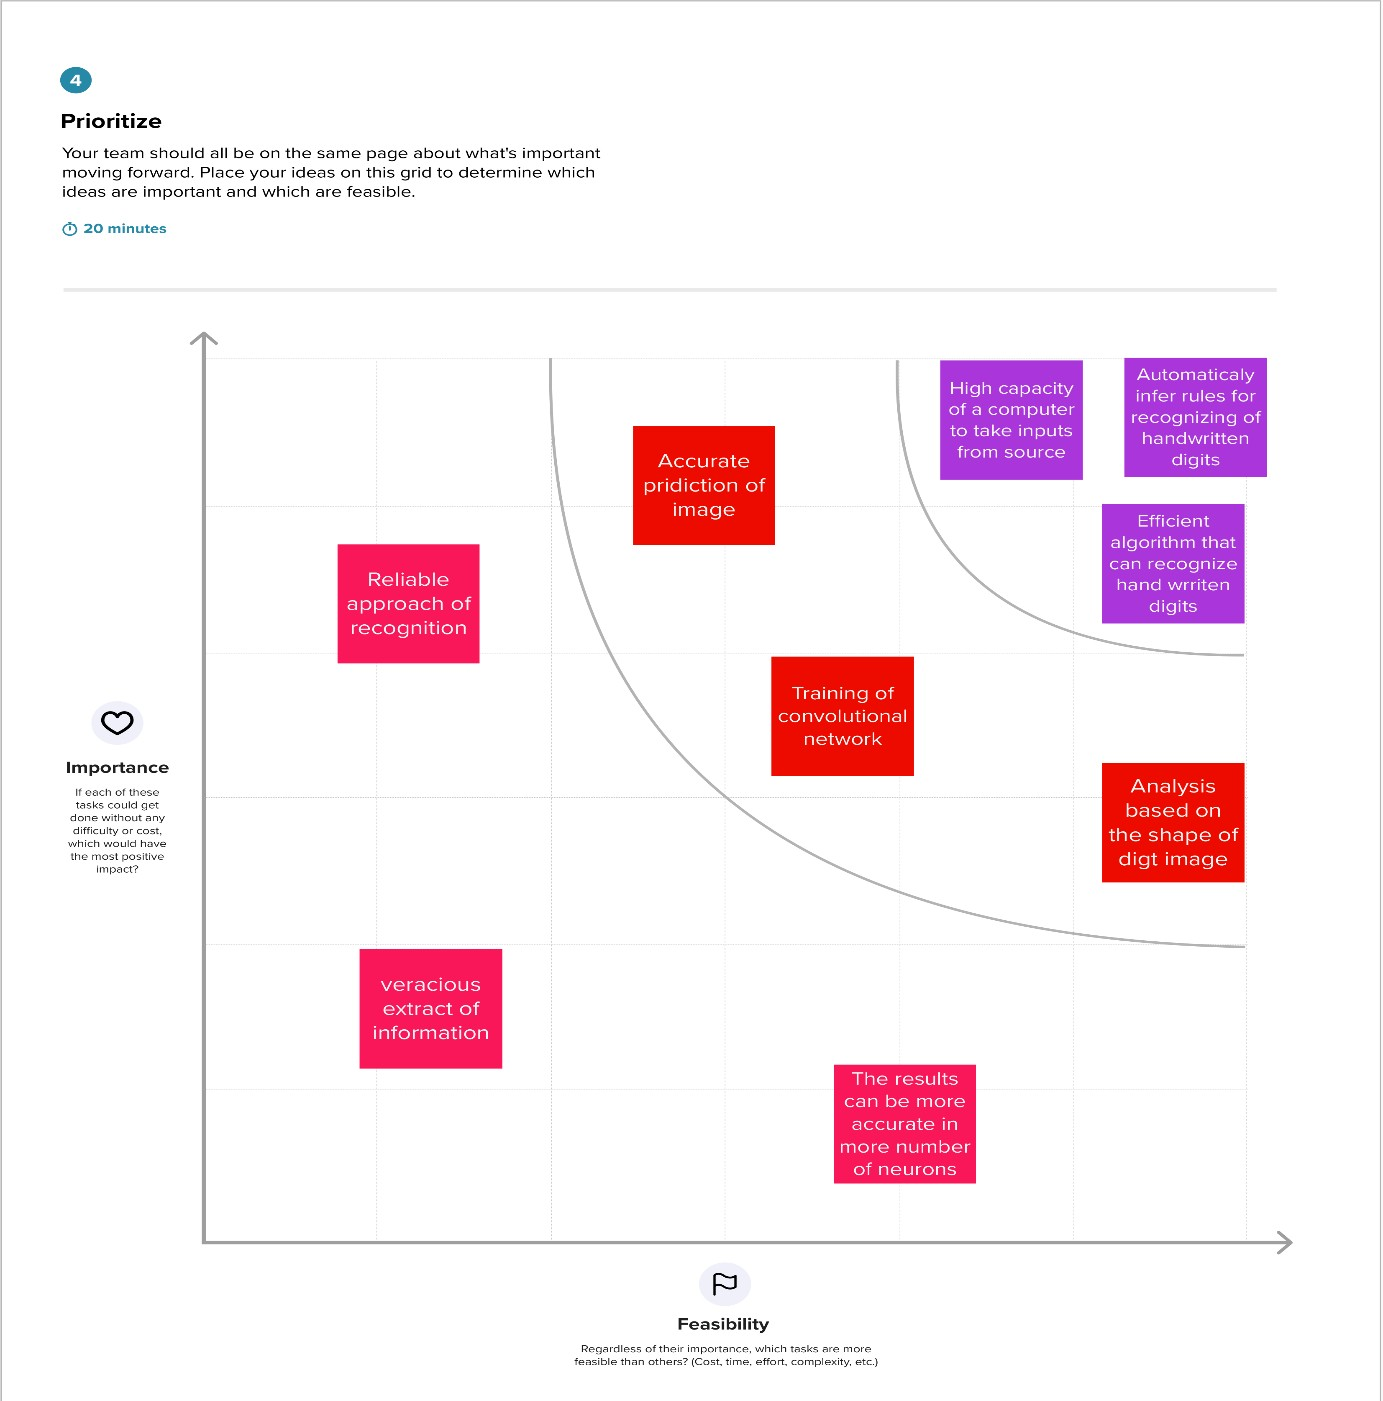 4
Prioritize
Your team should all be on the same page about what's important
moving forward. Place your ideas on this grid to determine which
ideas are important and which are feasible.
20 minutes
High capacity
of a computer
to take inputs
from source
Automaticaly
infer rules for
recognizing of
handwritten
digits
Accurate
pridiction of
image
Efficient
algorithm that
can recognize
hand wrriten
digits
Reliable
approach of
recognition
Training of
convolutional
network
Importance
If each of these
tasks could get
done without any
difficulty or cost,
which would have
the most positive
impact?
Analysis
based on
the shape of
digt image
veracious
extract of
information
The results
can be more
accurate in
more number
of neurons
Feasibility
Regardless of their importance, which tasks are more
feasible than others? (Cost, time, effort, complexity, etc.)